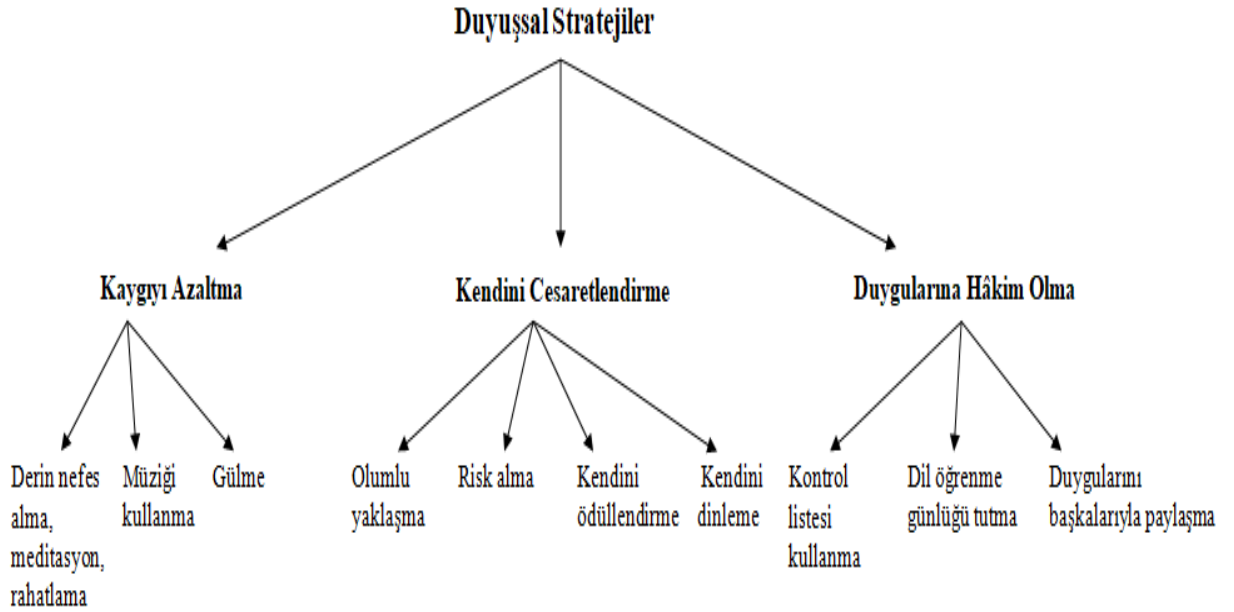 Duyuşsal Stratejiler
Kaygıyı Azaltma
Kendini Cesaretlendirme
Duygularına Hâkim Olma
Derin nefes
alma,
meditasyon,
rahatlama
Müziği
kullanma
Gülme
Olumlu
yaklaşma
Risk alma
Kendini
ödüllendirme
Kendini
dinleme
Kontrol
listesi
kullanma
Dil öğrenme
günlüğü tutma
Duygularını
başkalarıyla paylaşma